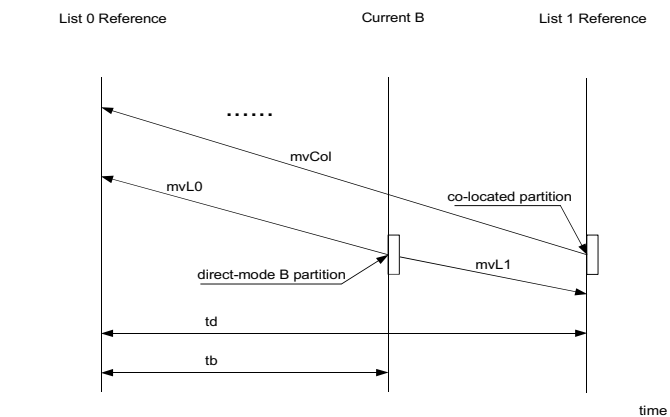 List 0 Reference
Current B
List 1 Reference
......
mvCol
mvL0
co-located partition
direct-mode B partition
mvL1
td
tb
time